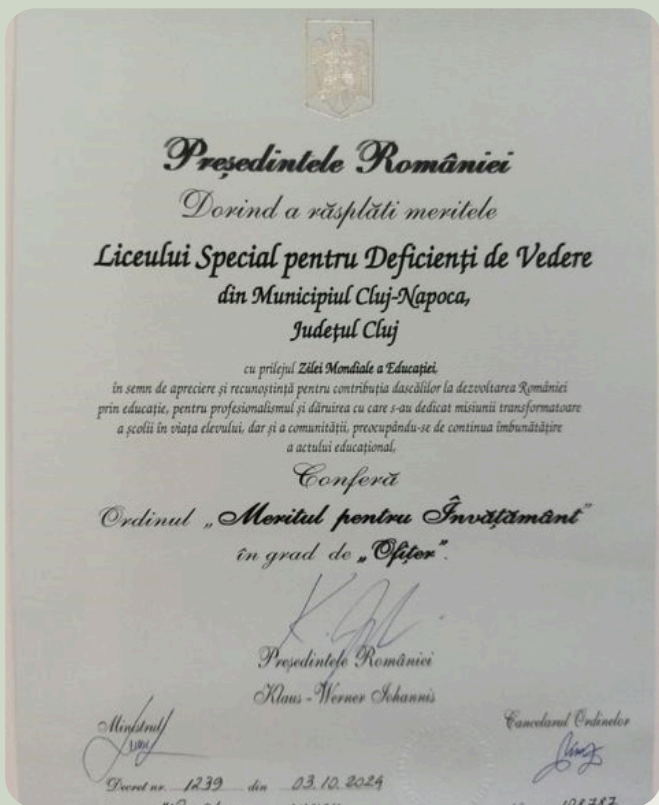 Președintele României
Dorind a răsplăti meritele
Liceului Special pentru Deficienți de Vedere
din Municipiul Cluj-Napoca,
Județul Cluj
cu prilejul Zilei Mondiale a Educației,
în semn de apreciere și recunoștință pentru contribuția dascălilor la dezvoltarea României
prin educație, pentru profesionalismul și dăruirea cu care s-au dedicat misiunii transformatoare
a școlii în viața elevului, dar și a comunității, preocupându-se de continua îmbunătățire
a actului educațional,
Conferă
Ordinul „Meritul pentru Învățământ”
în grad de „Ofițer”.
Președintele României
Klaus-Werner Iohannis
Ministrul
Cancelarul Ordinelor
Decret nr. 1239 din 03.10.2024